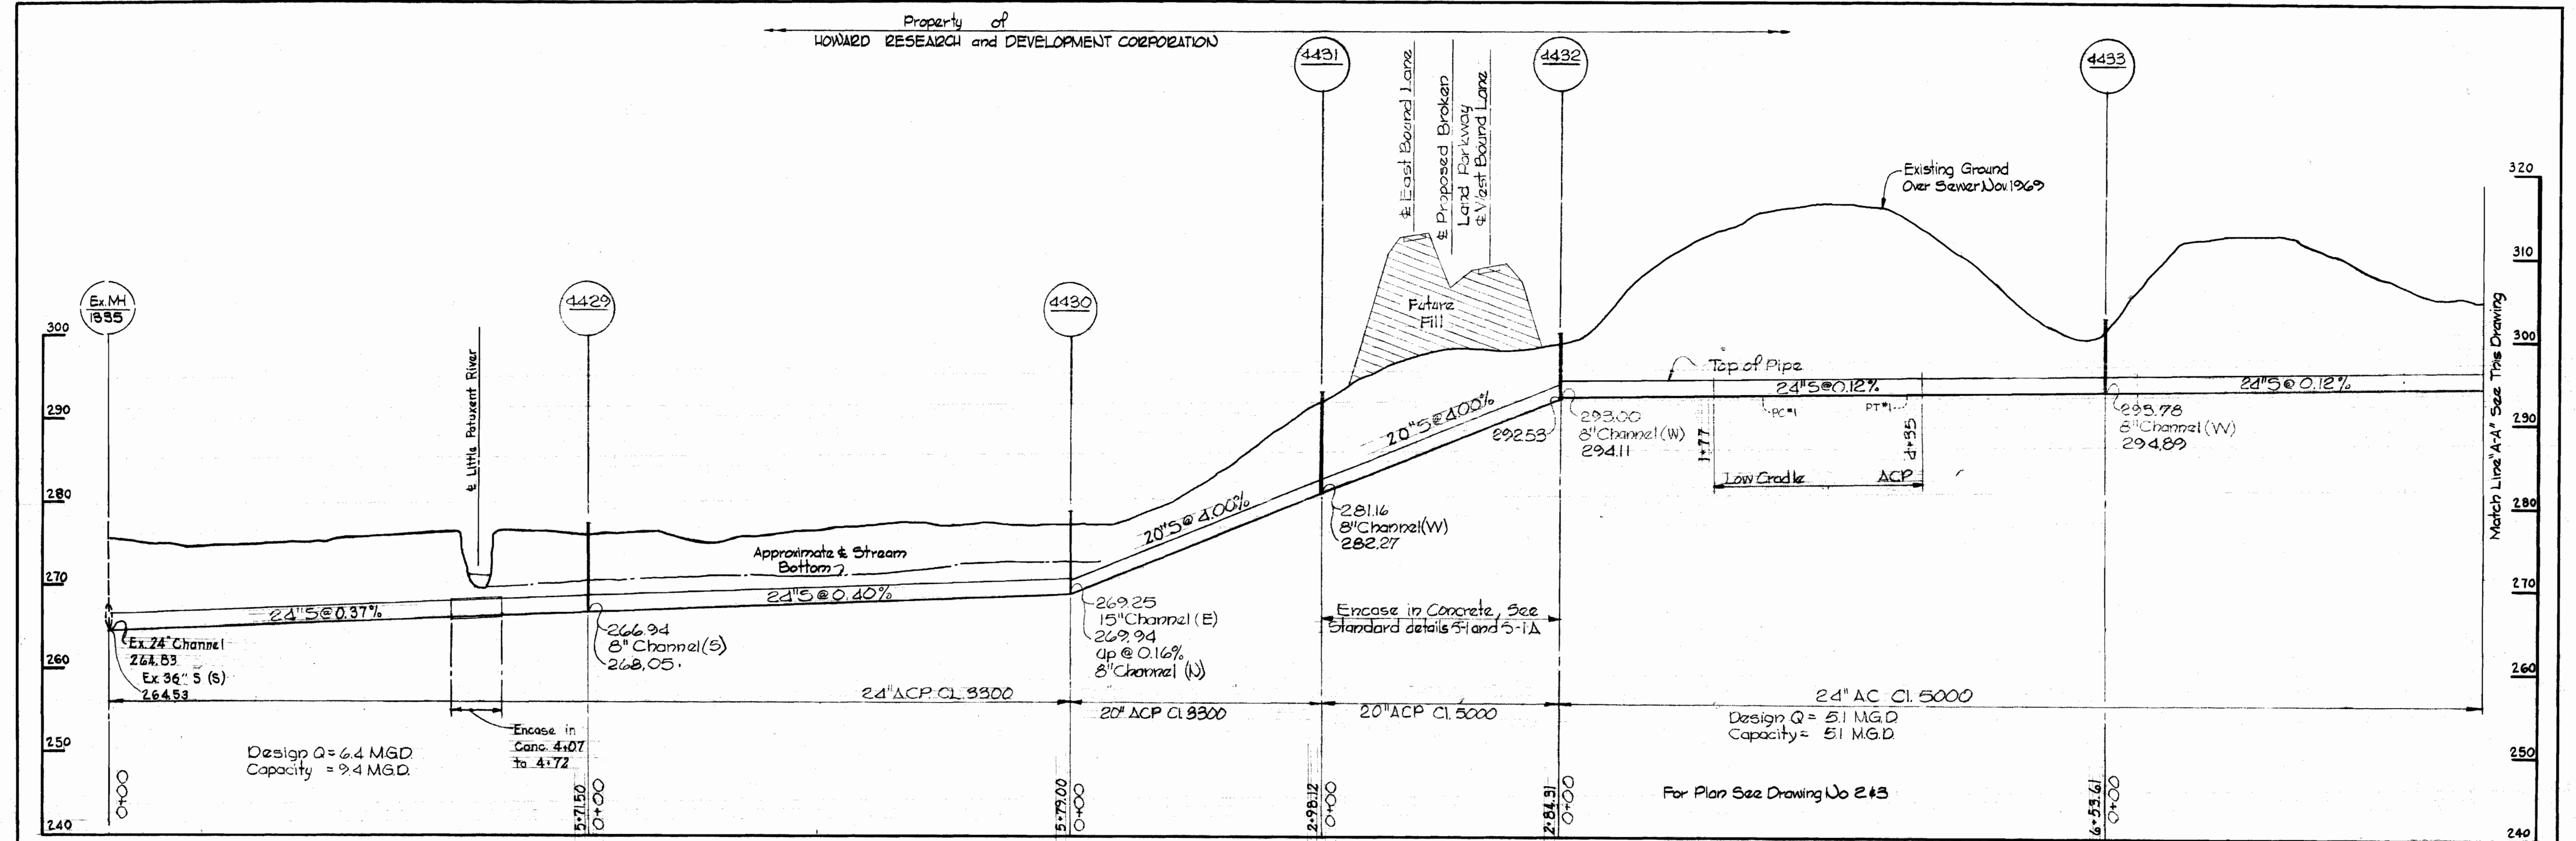 Property of
HOWARD RESEARCH and DEVELOPMENT CORPORATION
4431
4432
4433
℄ East Bound Lane
℄ Proposed Broken
Land Parkway
℄ West Bound Lane
Existing Ground
Over Sewer Nov. 1969
320
310
300
290
280
270
260
250
240
Match Line "A-A" See This Drawing
Ex. MH
1335
4429
4430
300
290
280
270
260
250
240
℄ Little Patuxent River
Future
Fill
Top of Pipe
24"S@0.12%
24"S@0.12%
PC#1
PT#1
1+77
4+35
Low Cradle ACP
20"S@4.00%
20"S@4.00%
292.53
293.00
8"Channel (W)
294.11
293.78
8"Channel (W)
294.89
281.16
8"Channel (W)
282.27
Approximate ℄ Stream
Bottom
24"S@0.37%
24"S@0.40%
Ex. 24" Channel
264.83
Ex. 36" S (S)
264.53
266.94
8" Channel (S)
268.05
269.25
15"Channel (E)
269.94
up @ 0.16%
8"Channel (N)
Encase in Concrete, See
Standard details S-1 and S-1A
24" ACP CL. 3300
20" ACP Cl. 3300
20" ACP Cl. 5000
24" AC Cl. 5000
Encase in
Conc. 4+07
to 4+72
Design Q = 6.4 M.G.D.
Capacity = 9.4 M.G.D.
Design Q = 5.1 M.G.D.
Capacity = 5.1 M.G.D.
For Plan See Drawing No 2&3
0+00
5+71.50
0+00
5+79.00
0+00
2+98.12
0+00
2+84.31
0+00
6+53.61
0+00